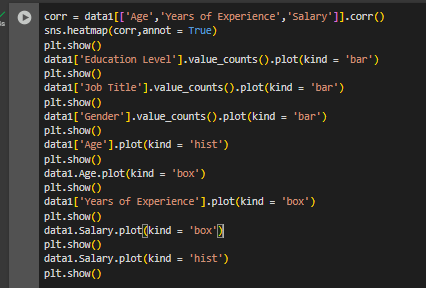 corr = data1[['Age','Years of Experience','Salary']].corr()
sns.heatmap(corr,annot = True)
plt.show()
data1['Education Level'].value_counts().plot(kind = 'bar')
plt.show()
data1['Job Title'].value_counts().plot(kind = 'bar')
plt.show()
data1['Gender'].value_counts().plot(kind = 'bar')
plt.show()
data1['Age'].plot(kind = 'hist')
plt.show()
data1.Age.plot(kind = 'box')
plt.show()
data1['Years of Experience'].plot(kind = 'box')
plt.show()
data1.Salary.plot(kind = 'box')
plt.show()
data1.Salary.plot(kind = 'hist')
plt.show()